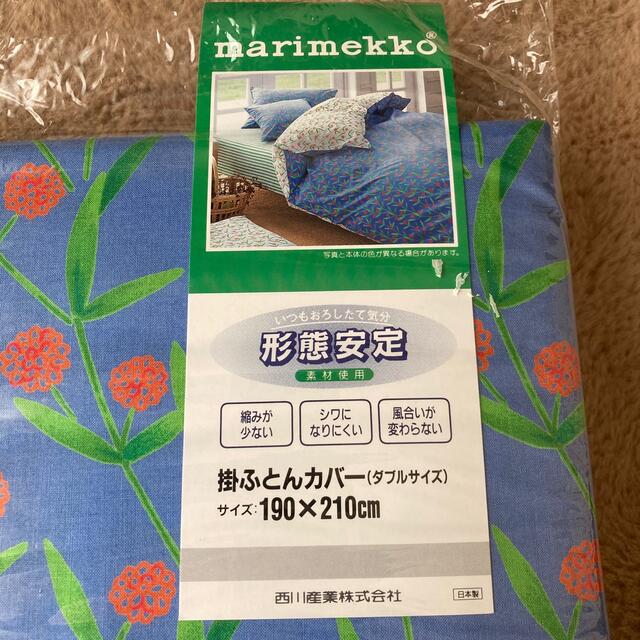 marimekko®
写真と本体の色が異なる場合があります。
いつもおろしたて気分
形態安定
素材使用
縮みが
少ない
シワに
なりにくい
風合いが
変わらない
掛ふとんカバー(ダブルサイズ)
サイズ:190×210cm
西川産業株式会社
日本製